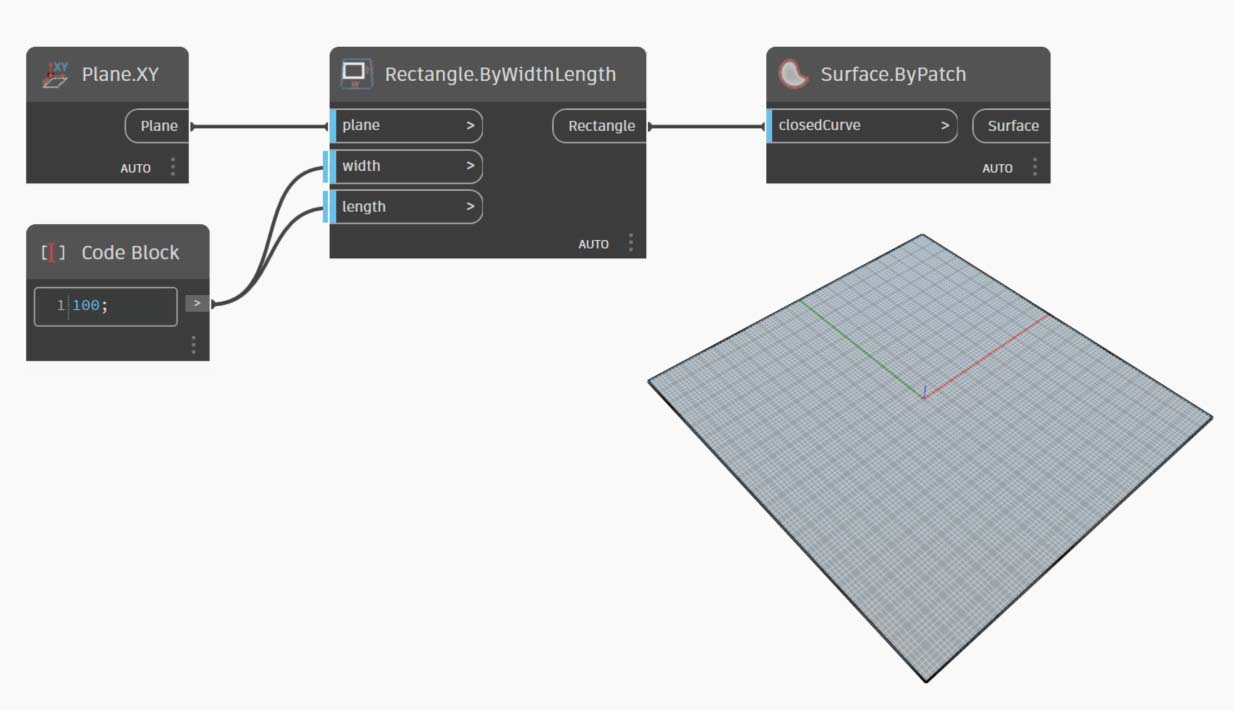 Plane.XY
Plane
AUTO
Code Block
1 100;
>
Rectangle.ByWidthLength
plane >
width >
length >
Rectangle
AUTO
Surface.ByPatch
closedCurve >
Surface
AUTO